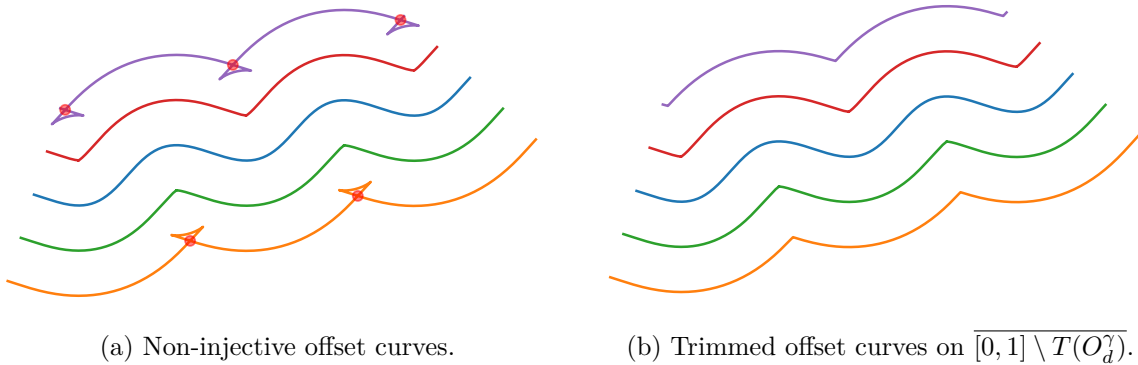 (a) Non-injective offset curves.
(b) Trimmed offset curves on $\overline{[0, 1] \setminus T(O_d^\gamma)}$.